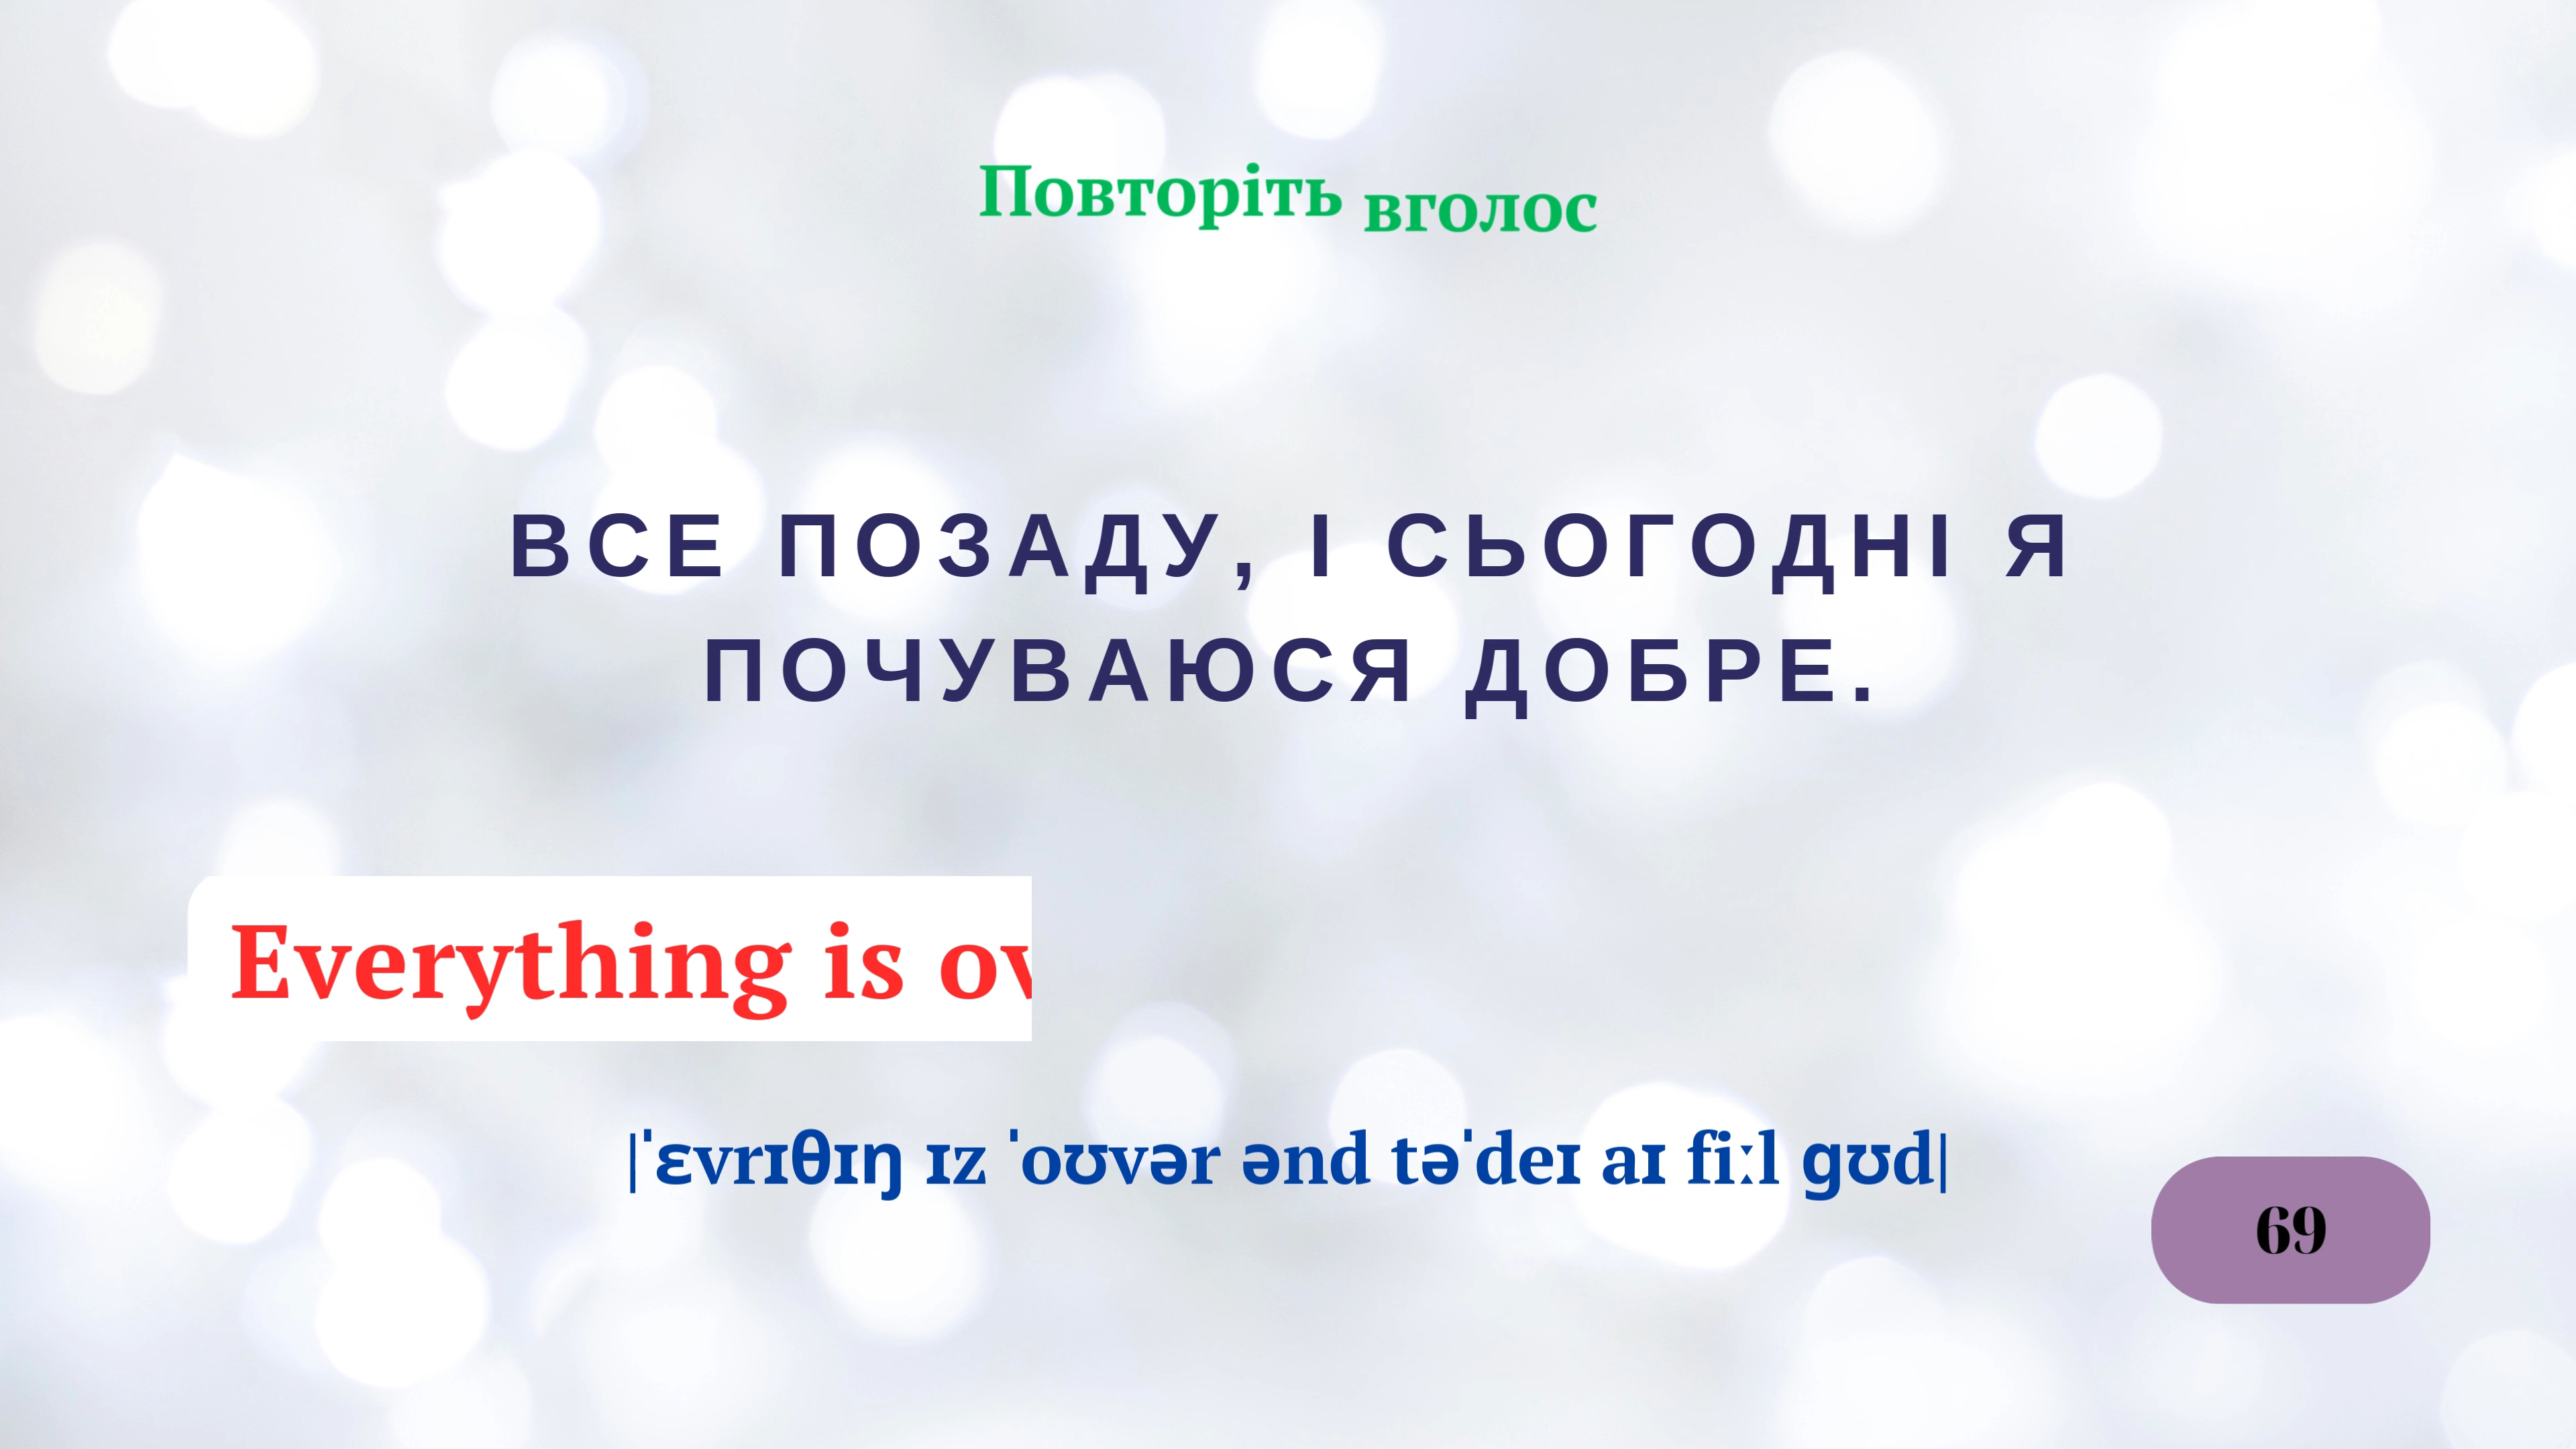 Повторіть вголос
ВСЕ ПОЗАДУ, І СЬОГОДНІ Я
ПОЧУВАЮСЯ ДОБРЕ.
Everything is ov
|ˈɛvrɪθɪŋ ɪz ˈoʊvər ənd təˈdeɪ aɪ fiːl ɡʊd|
69